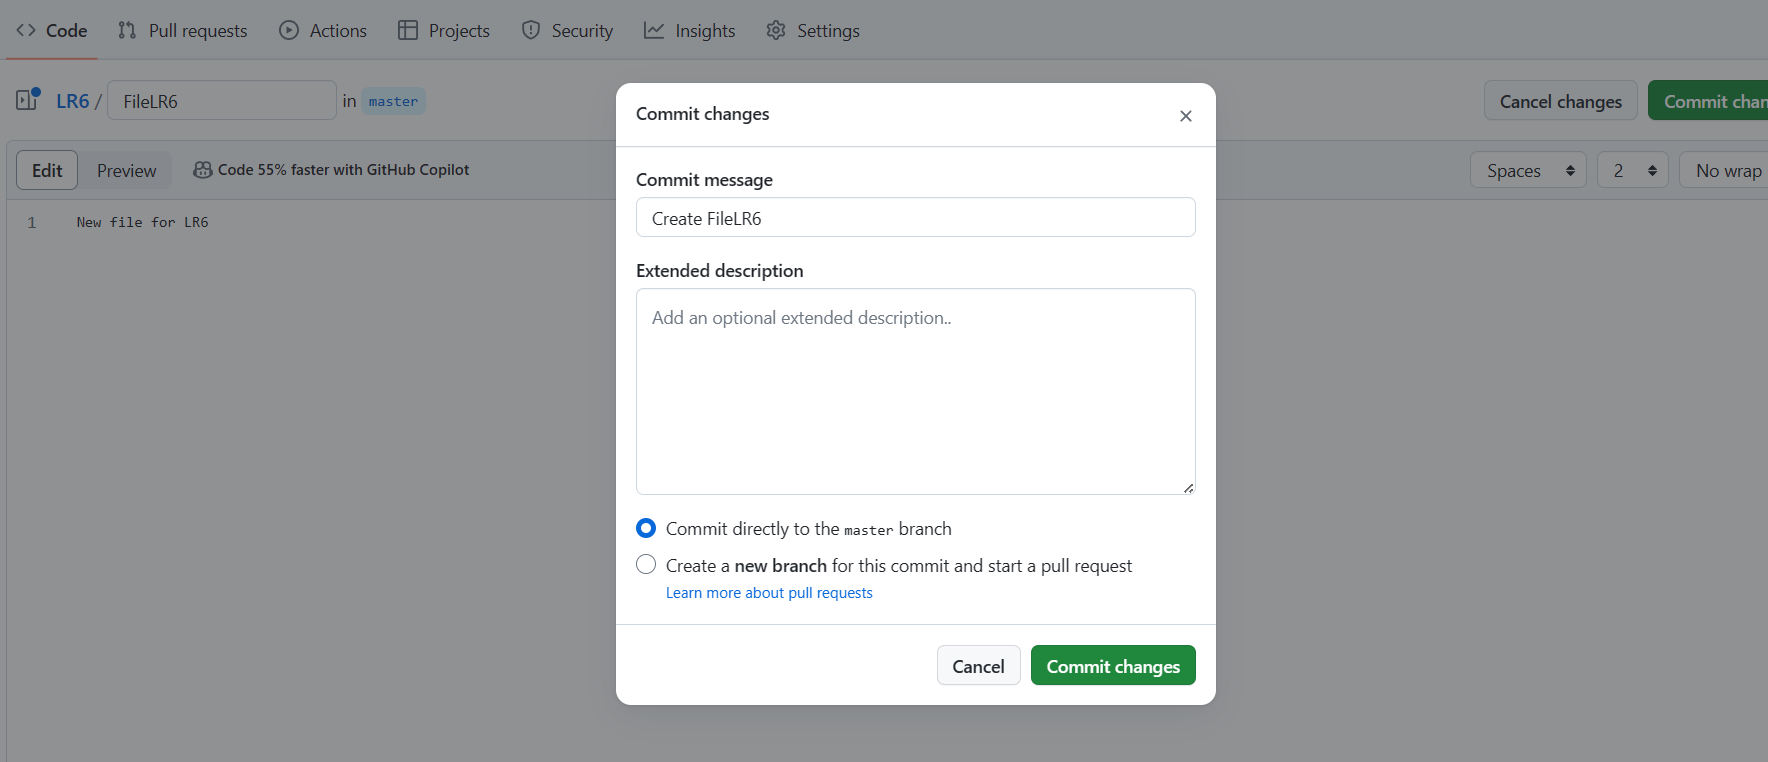 Code Pull requests Actions Projects Security Insights Settings
LR6 / FileLR6 in master
Cancel changes Commit chan
Edit Preview Code 55% faster with GitHub Copilot
Spaces 2 No wrap
1 New file for LR6
Commit changes
Commit message
Create FileLR6
Extended description
Add an optional extended description..
Commit directly to the master branch
Create a new branch for this commit and start a pull request
Learn more about pull requests
Cancel Commit changes